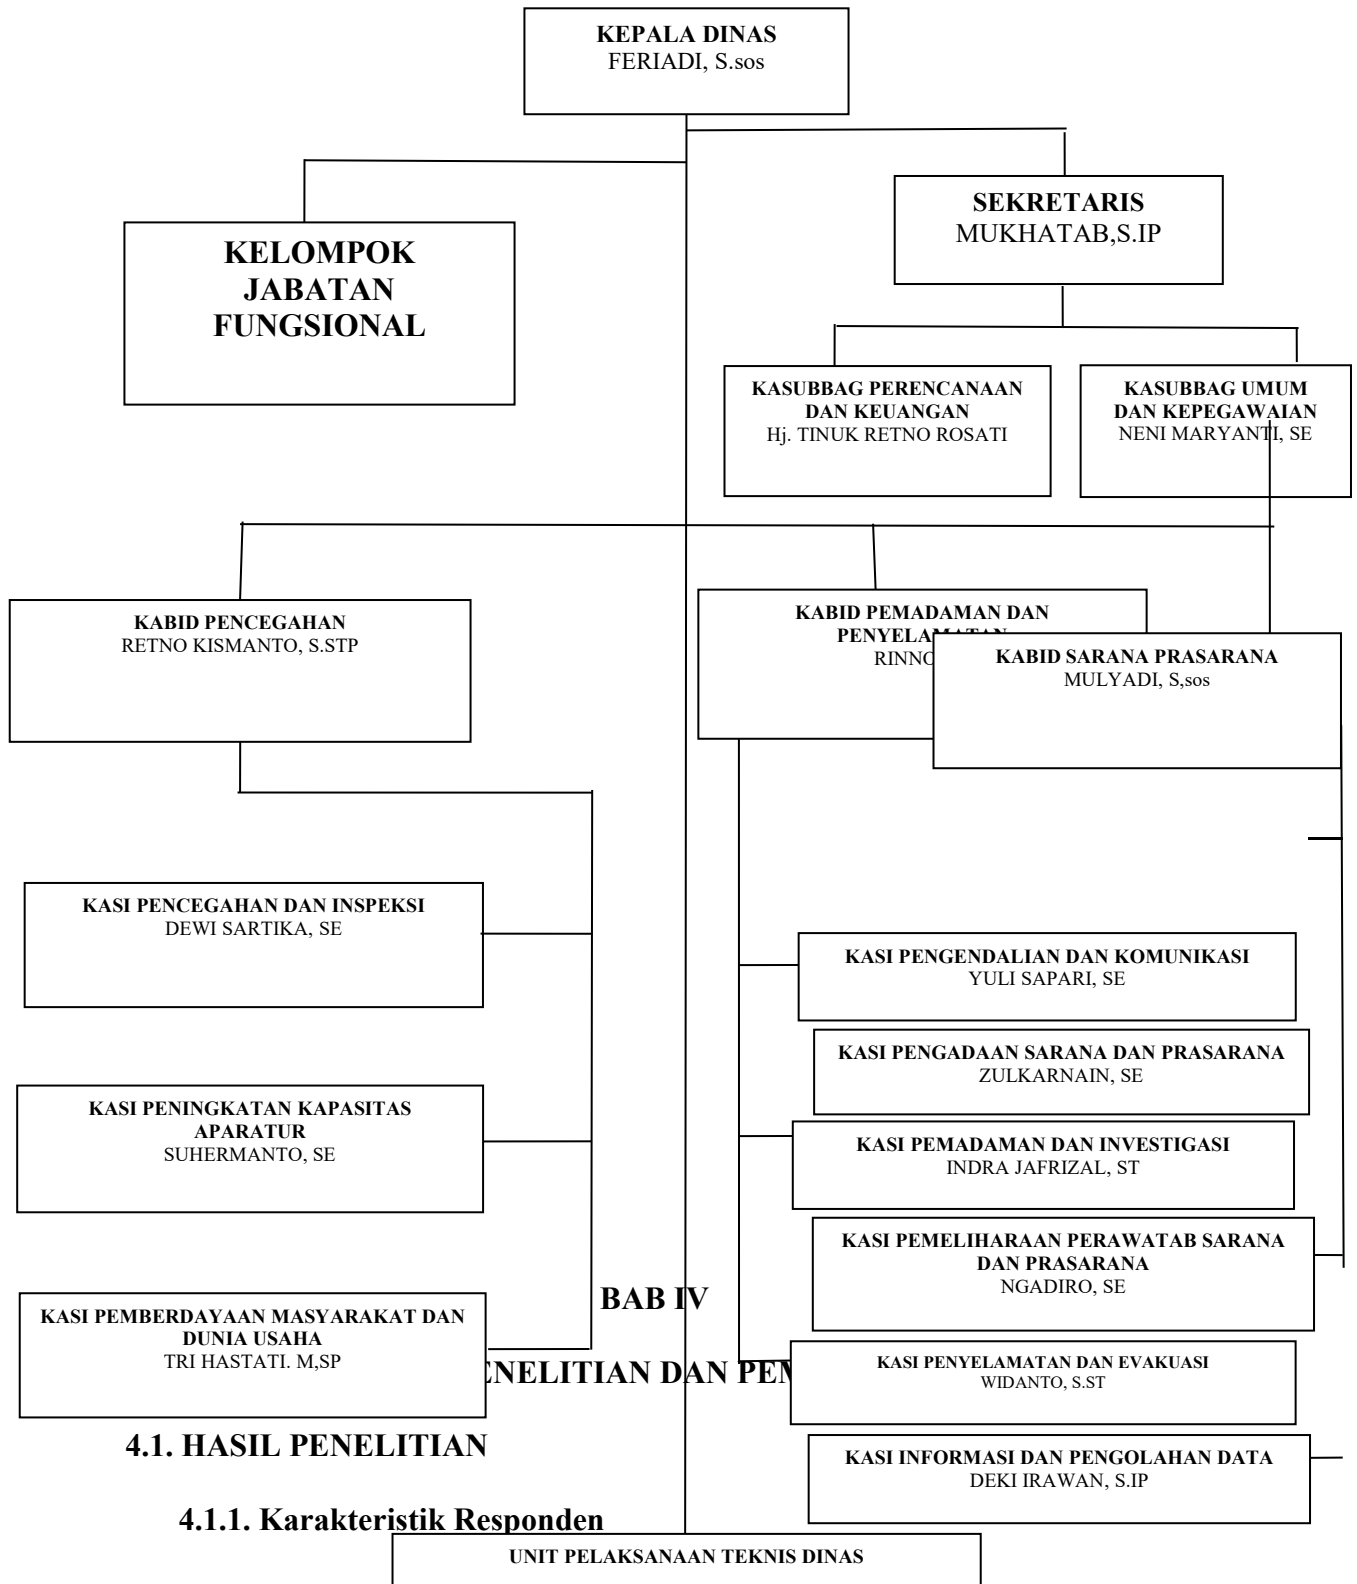 KEPALA DINAS
FERIADI, S.sos
SEKRETARIS
MUKHATAB,S.IP
KELOMPOK
JABATAN
FUNGSIONAL
KASUBBAG PERENCANAAN
DAN KEUANGAN
Hj. TINUK RETNO ROSATI
KASUBBAG UMUM
DAN KEPEGAWAIAN
NENI MARYANTI, SE
KABID PENCEGAHAN
RETNO KISMANTO, S.STP
KABID PEMADAMAN DAN
PENYELAMATAN
RINNO
KABID SARANA PRASARANA
MULYADI, S,sos
KASI PENCEGAHAN DAN INSPEKSI
DEWI SARTIKA, SE
KASI PENINGKATAN KAPASITAS
APARATUR
SUHERMANTO, SE
KASI PEMBERDAYAAN MASYARAKAT DAN
DUNIA USAHA
TRI HASTATI. M,SP
KASI PENGENDALIAN DAN KOMUNIKASI
YULI SAPARI, SE
KASI PENGADAAN SARANA DAN PRASARANA
ZULKARNAIN, SE
KASI PEMADAMAN DAN INVESTIGASI
INDRA JAFRIZAL, ST
KASI PEMELIHARAAN PERAWATAB SARANA
DAN PRASARANA
NGADIRO, SE
KASI PENYELAMATAN DAN EVAKUASI
WIDANTO, S.ST
KASI INFORMASI DAN PENGOLAHAN DATA
DEKI IRAWAN, S.IP
BAB IV
ENELITIAN DAN PEM
4.1. HASIL PENELITIAN
4.1.1. Karakteristik Responden
UNIT PELAKSANAAN TEKNIS DINAS